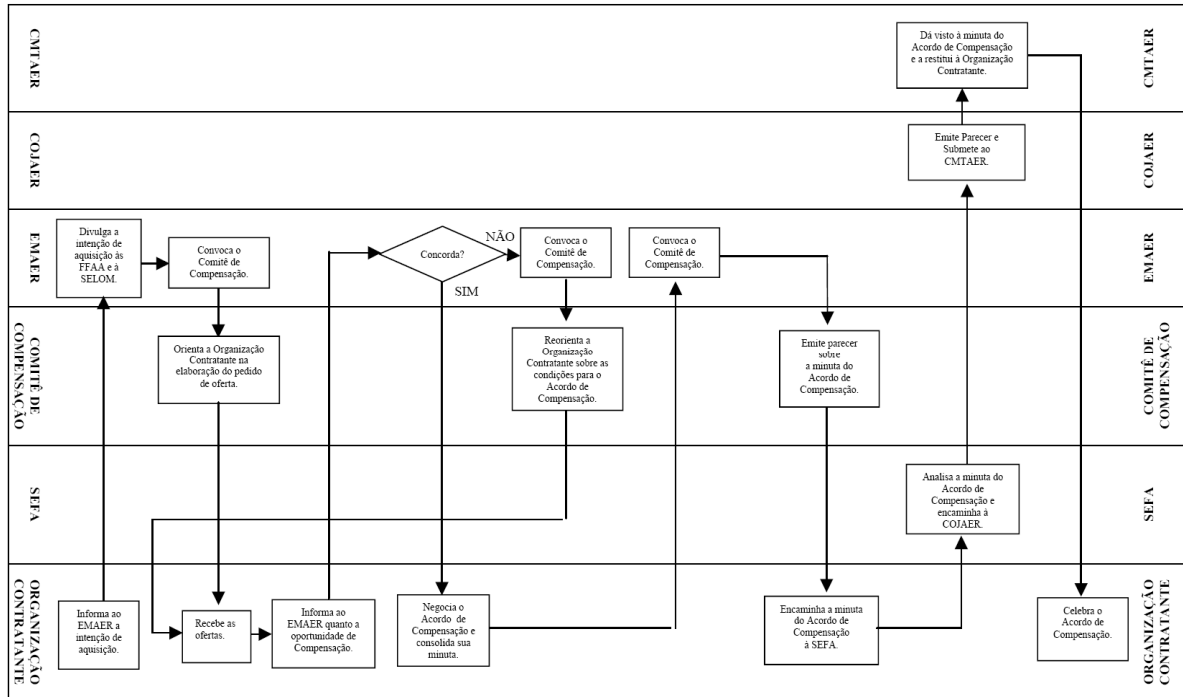 CMTAER
Dá visto à minuta do
Acordo de Compensação
e a restitui à Organização
Contratante.
CMTAER
COJAER
Emite Parecer e
Submete ao
CMTAER.
COJAER
EMAER
Divulga a
intenção de
aquisição às
FFAA e à
SELOM.
Convoca o
Comitê de
Compensação.
Concorda?
NÃO
SIM
Convoca o
Comitê de
Compensação.
Convoca o
Comitê de
Compensação.
EMAER
COMITÊ DE
COMPENSAÇÃO
Orienta a Organização
Contratante na
elaboração do pedido
de oferta.
Reorienta a
Organização
Contratante sobre as
condições para o
Acordo de
Compensação.
Emite parecer
sobre
a minuta do
Acordo de
Compensação.
COMITÊ DE
COMPENSAÇÃO
SEFA
Analisa a minuta do
Acordo de
Compensação e
encaminha à
COJAER.
SEFA
ORGANIZAÇÃO
CONTRATANTE
Informa ao
EMAER a
intenção de
aquisição.
Recebe as
ofertas.
Informa ao
EMAER quanto a
oportunidade de
Compensação.
Negocia o
Acordo de
Compensação e
consolida sua
minuta.
Encaminha a minuta
do Acordo de
Compensação
à SEFA.
Celebra o
Acordo de
Compensação.
ORGANIZAÇÃO
CONTRATANTE